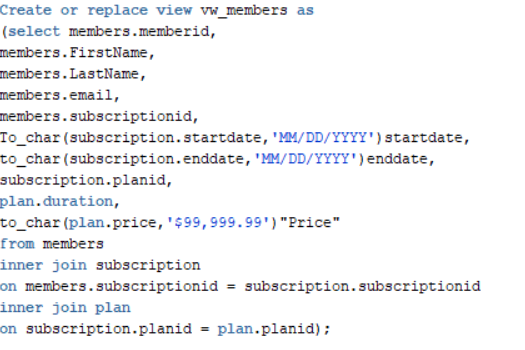 Create or replace view vw_members as
(select members.memberid,
members.FirstName,
members.LastName,
members.email,
members.subscriptionid,
To_char(subscription.startdate,'MM/DD/YYYY')startdate,
to_char(subscription.enddate,'MM/DD/YYYY')enddate,
subscription.planid,
plan.duration,
to_char(plan.price,'$99,999.99')"Price"
from members
inner join subscription
on members.subscriptionid = subscription.subscriptionid
inner join plan
on subscription.planid = plan.planid);